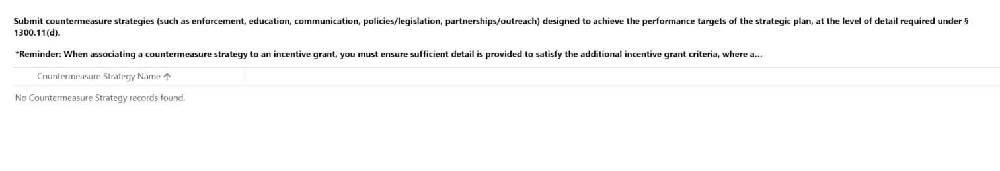 Submit countermeasure strategies (such as enforcement, education, communication, policies/legislation, partnerships/outreach) designed to achieve the performance targets of the strategic plan, at the level of detail required under §
1300.11(d).
*Reminder: When associating a countermeasure strategy to an incentive grant, you must ensure sufficient detail is provided to satisfy the additional incentive grant criteria, where a...
Countermeasure Strategy Name ↑
No Countermeasure Strategy records found.